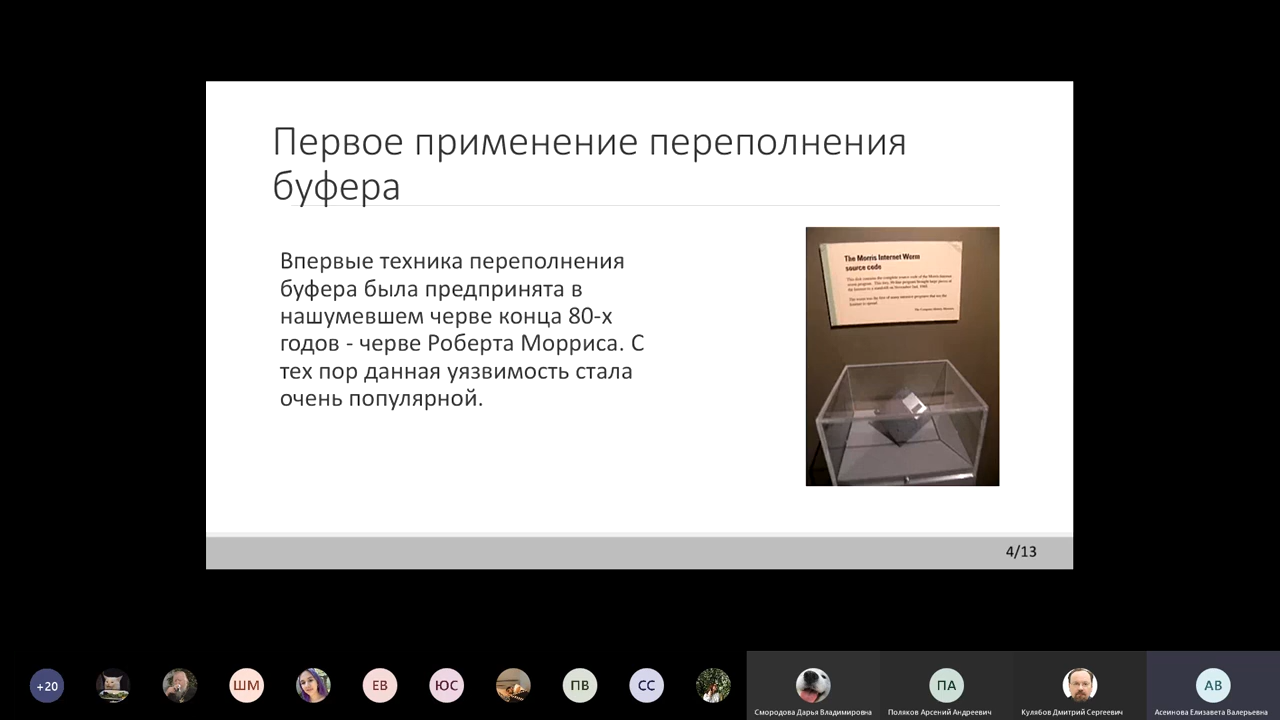 Первое применение переполнения
буфера
Впервые техника переполнения
буфера была предпринята в
нашумевшем черве конца 80-х
годов - черве Роберта Морриса. С
тех пор данная уязвимость стала
очень популярной.
The Morris Internet Worm
source code
4/13
+20
ШМ
ЕВ
ЮС
ПВ
СС
ПА
АВ
Смородова Дарья Владимировна
Поляков Арсений Андреевич
Кулябов Дмитрий Сергеевич
Асеинова Елизавета Валерьевна